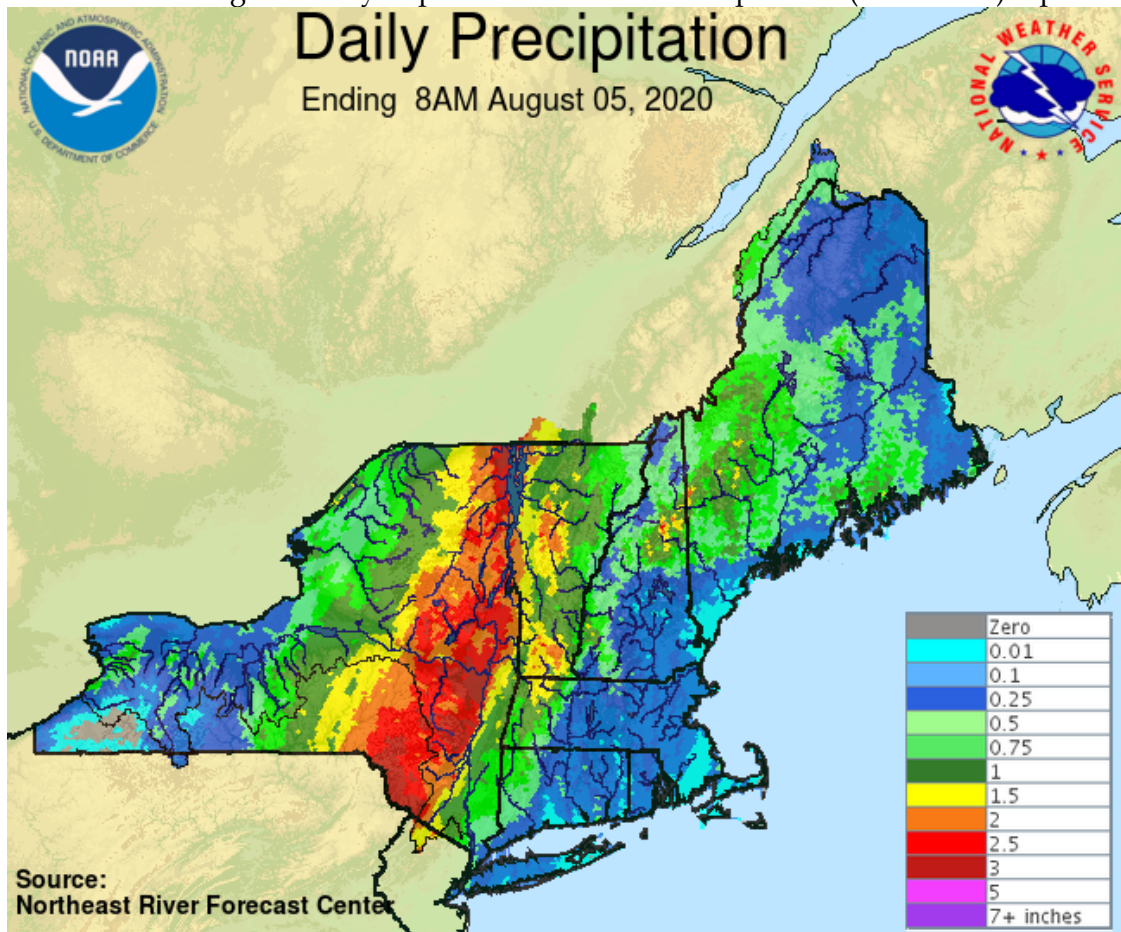 Daily Precipitation
Ending 8AM August 05, 2020
NOAA
NATIONAL OCEANIC AND ATMOSPHERIC ADMINISTRATION
U.S. DEPARTMENT OF COMMERCE
NATIONAL WEATHER SERVICE
Zero
0.01
0.1
0.25
0.5
0.75
1
1.5
2
2.5
3
5
7+ inches
Source:
Northeast River Forecast Center